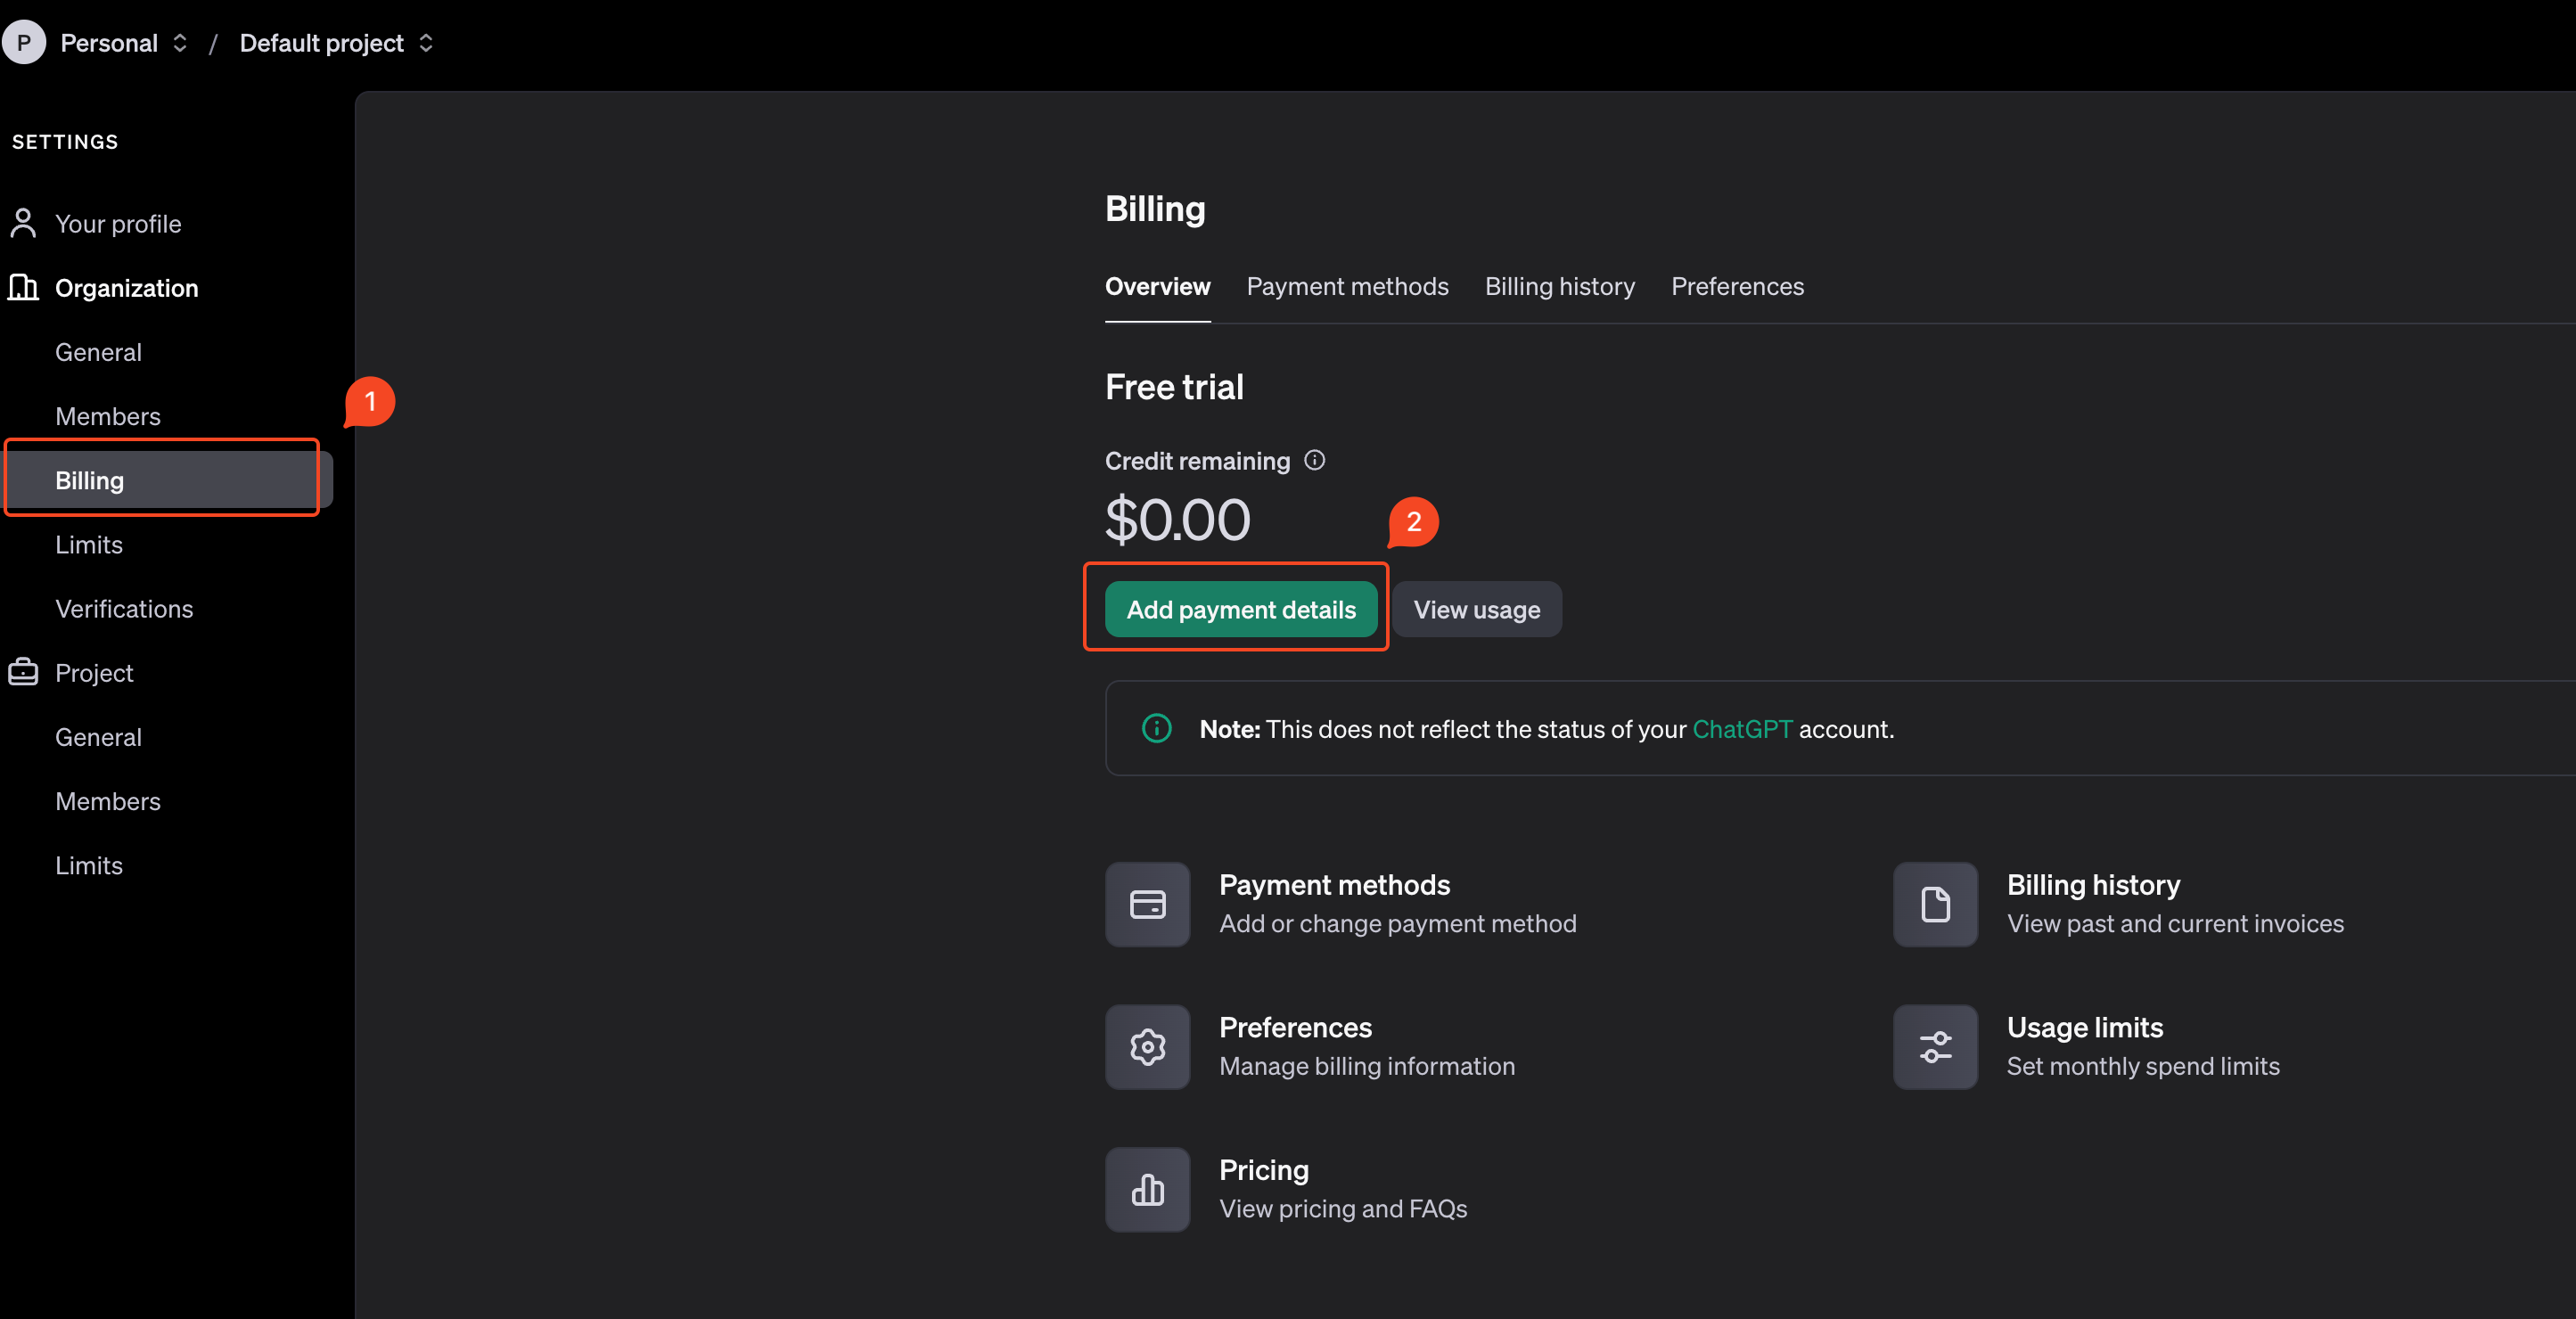 P Personal / Default project
SETTINGS
Your profile
Organization
General
Members
1
Billing
Limits
Verifications
Project
General
Members
Limits
Billing
Overview Payment methods Billing history Preferences
Free trial
Credit remaining
$0.00
2
Add payment details View usage
Note: This does not reflect the status of your ChatGPT account.
Payment methods
Add or change payment method
Billing history
View past and current invoices
Preferences
Manage billing information
Usage limits
Set monthly spend limits
Pricing
View pricing and FAQs